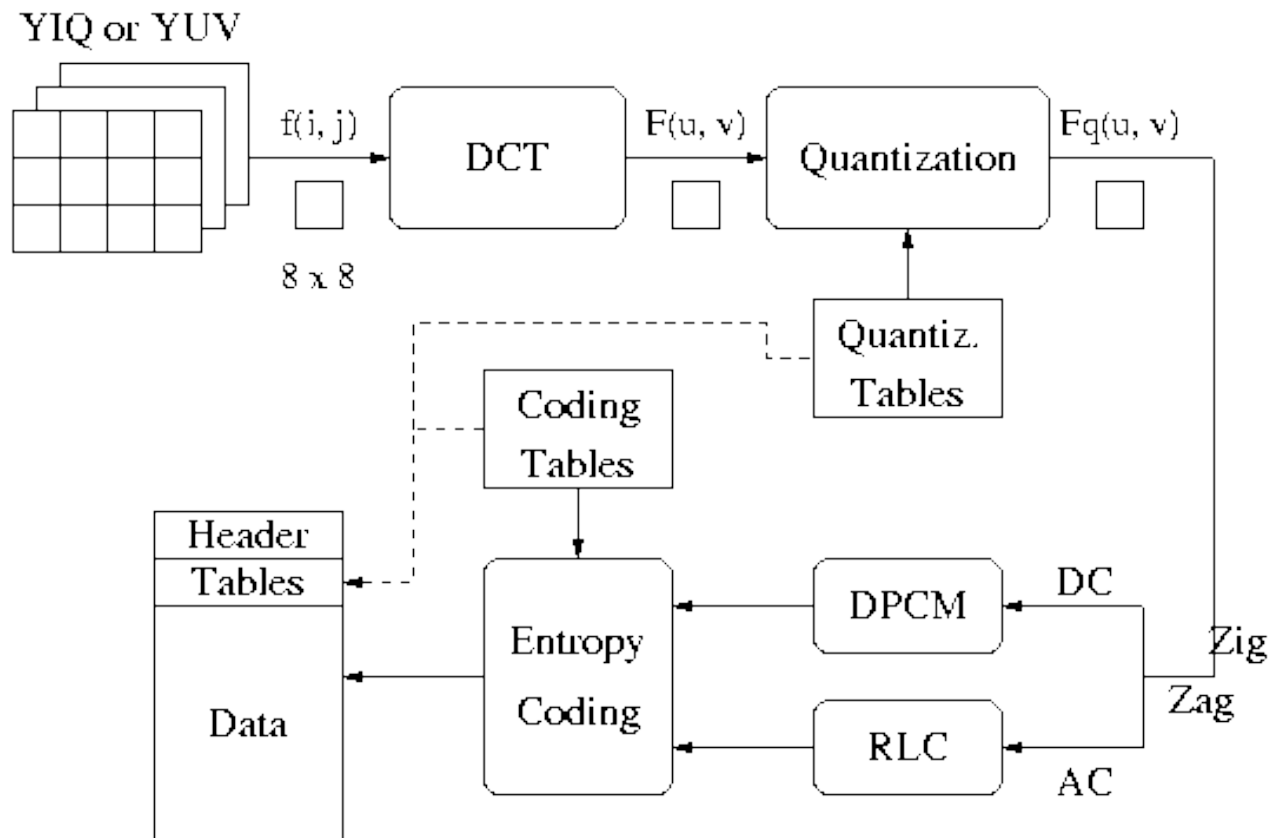 YIQ or YUV
f(i, j)
F(u, v)
Fq(u, v)
DCT
Quantization
8 x 8
Quantiz.
Tables
Coding
Tables
Header
Tables
Data
Entropy
Coding
DPCM
DC
RLC
AC
Zig
Zag